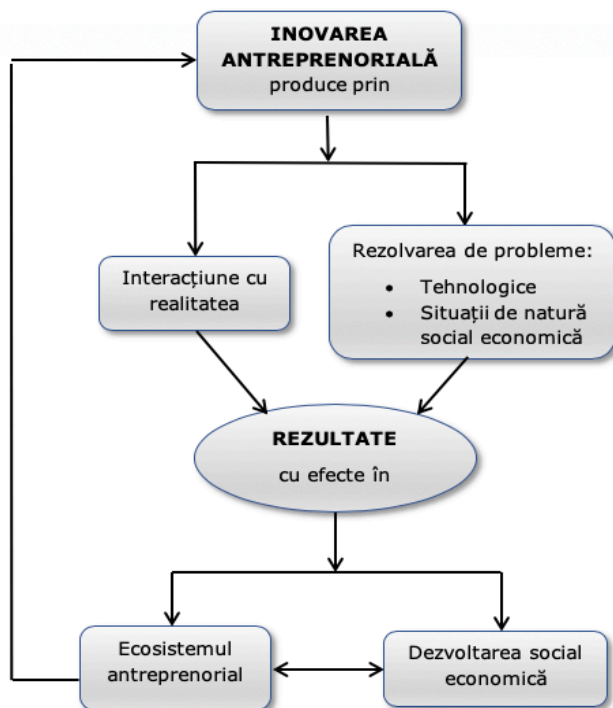 INOVAREA
ANTREPRENORIALĂ
produce prin
Interacțiune cu
realitatea
Rezolvarea de probleme:
• Tehnologice
• Situații de natură
social economică
REZULTATE
cu efecte în
Ecosistemul
antreprenorial
Dezvoltarea social
economică